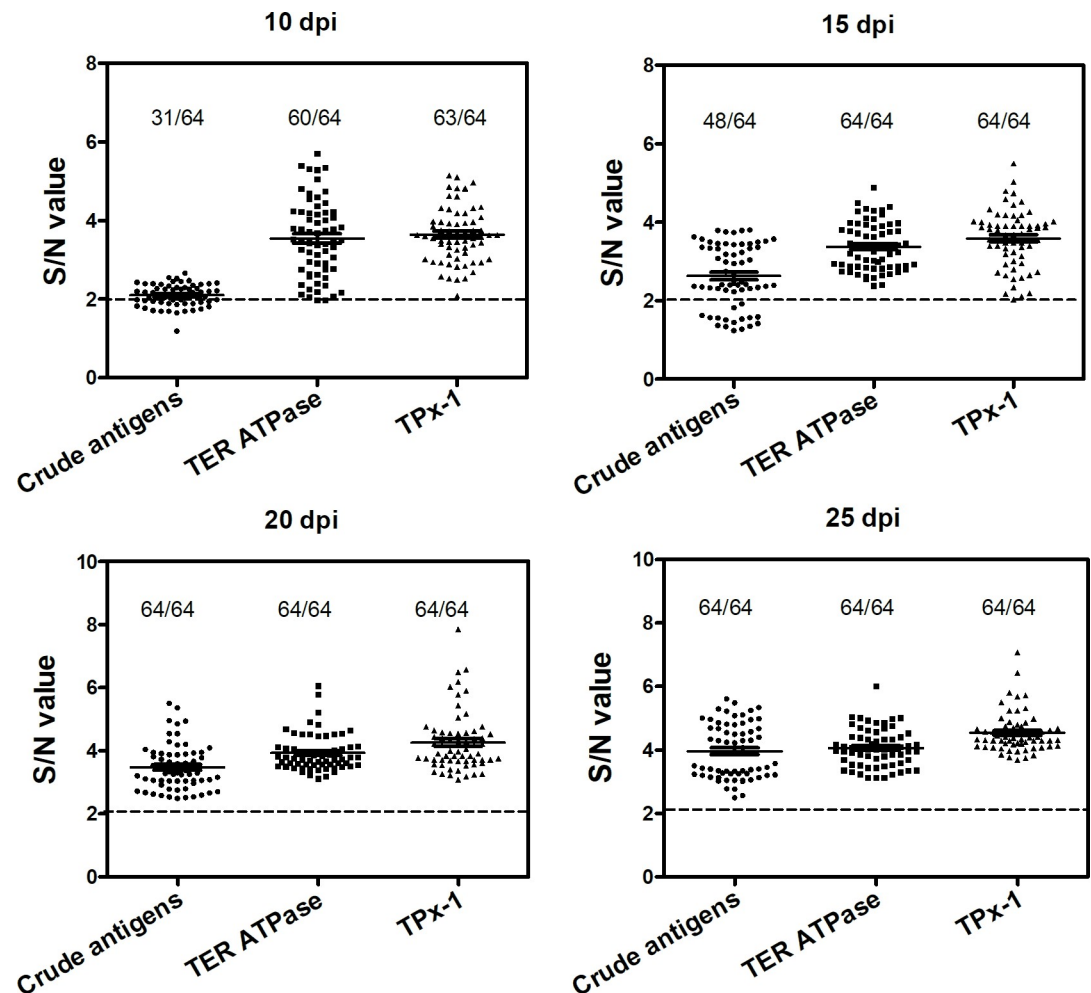 10 dpi
S/N value
8
6
4
2
0
31/64 60/64 63/64
Crude antigens
TER ATPase
TPx-1
15 dpi
S/N value
8
6
4
2
0
48/64 64/64 64/64
Crude antigens
TER ATPase
TPx-1
20 dpi
S/N value
10
8
6
4
2
0
64/64 64/64 64/64
Crude antigens
TER ATPase
TPx-1
25 dpi
S/N value
10
8
6
4
2
0
64/64 64/64 64/64
Crude antigens
TER ATPase
TPx-1